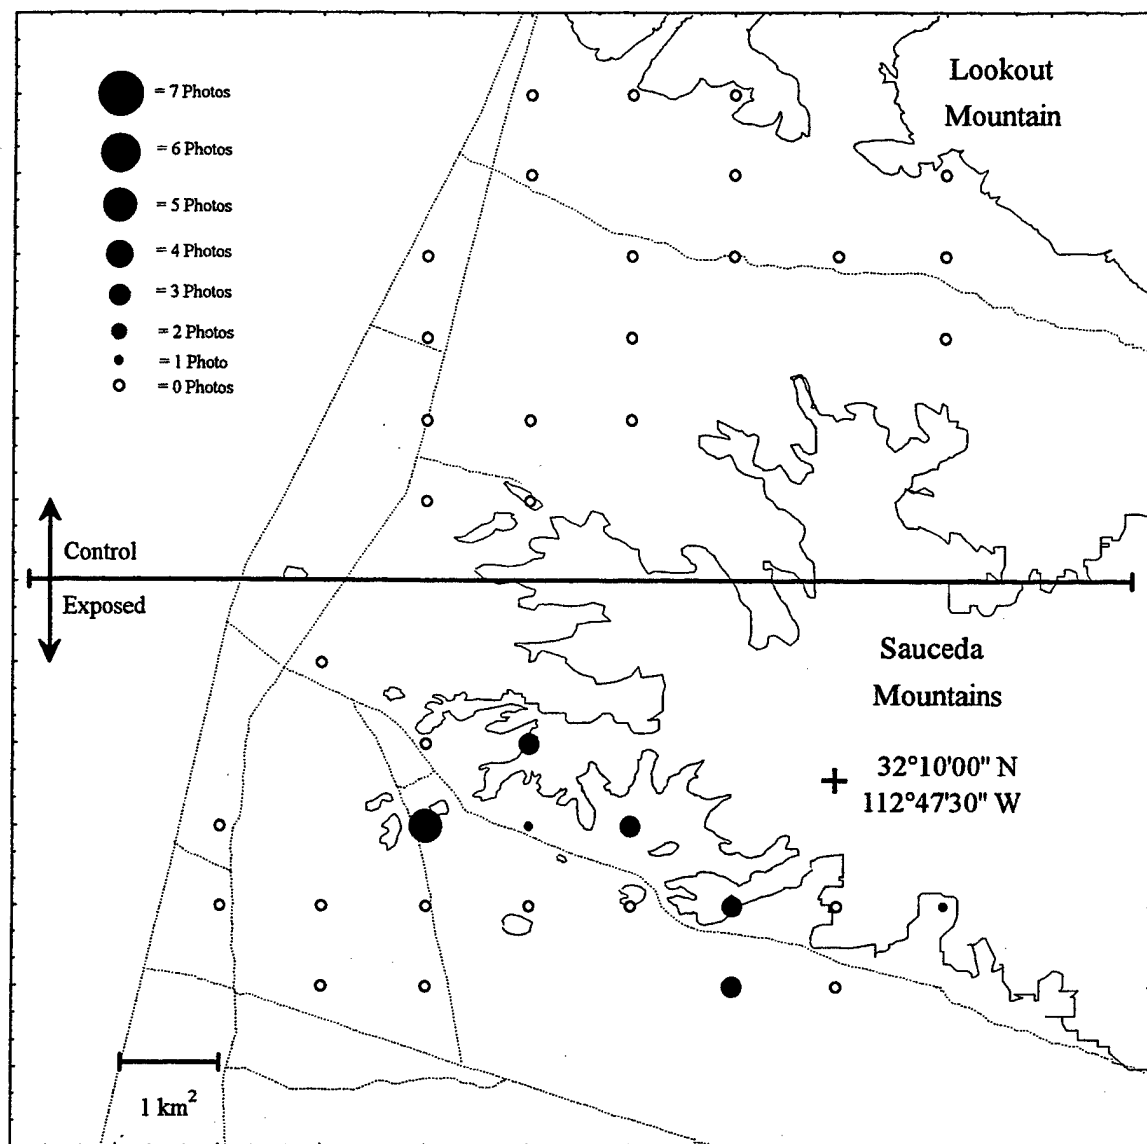 Lookout
Mountain
= 7 Photos
= 6 Photos
= 5 Photos
= 4 Photos
= 3 Photos
= 2 Photos
= 1 Photo
= 0 Photos
Control
Exposed
Sauceda
Mountains
32°10'00" N
112°47'30" W
1 km²